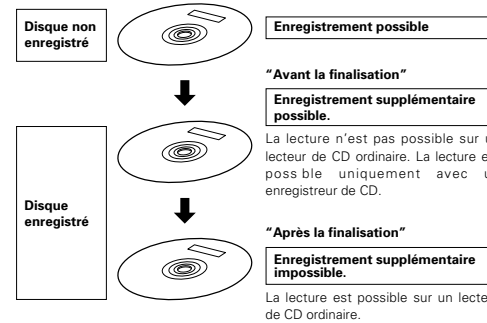 Disque non
enregistré
Enregistrement possible
"Avant la finalisation"
Enregistrement supplémentaire
possible.
La lecture n'est pas possible sur
lecteur de CD ordinaire. La lecture
poss ble uniquement avec
enregistreur de CD.
Disque
enregistré
"Après la finalisation"
Enregistrement supplémentaire
impossible.
La lecture est possible sur un
de CD ordinaire.